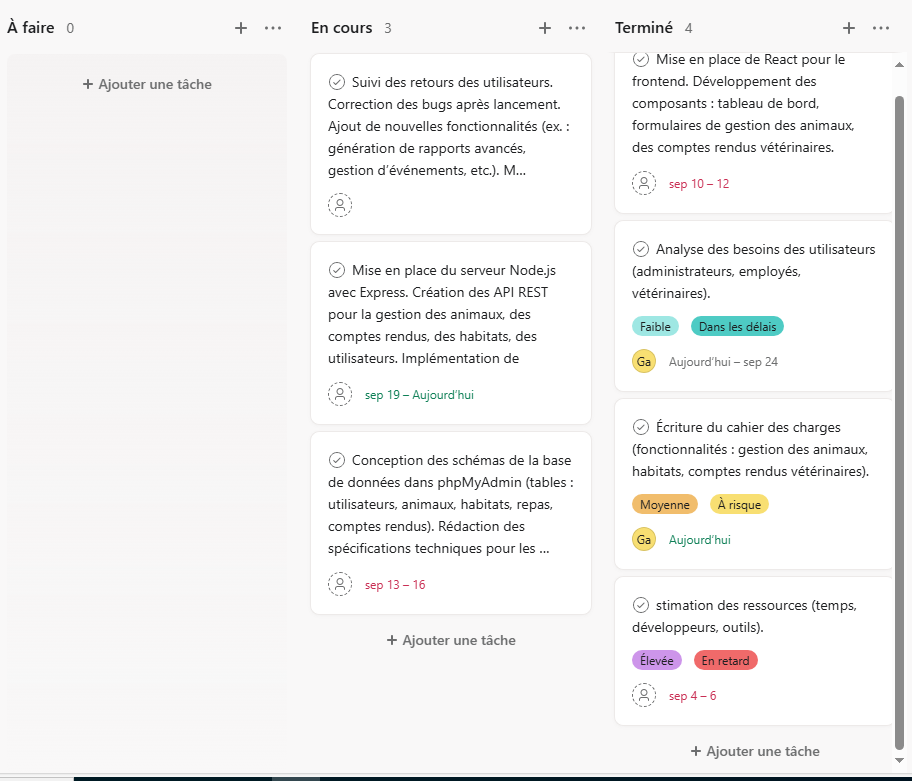 À faire 0
+ Ajouter une tâche
En cours 3
Suivi des retours des utilisateurs.
Correction des bugs après lancement.
Ajout de nouvelles fonctionnalités (ex. :
génération de rapports avancés,
gestion d’événements, etc.). M...
Mise en place du serveur Node.js
avec Express. Création des API REST
pour la gestion des animaux, des
comptes rendus, des habitats, des
utilisateurs. Implémentation de
sep 19 – Aujourd’hui
Conception des schémas de la base
de données dans phpMyAdmin (tables :
utilisateurs, animaux, habitats, repas,
comptes rendus). Rédaction des
spécifications techniques pour les ...
sep 13 – 16
+ Ajouter une tâche
Terminé 4
Mise en place de React pour le
frontend. Développement des
composants : tableau de bord,
formulaires de gestion des animaux,
des comptes rendus vétérinaires.
sep 10 – 12
Analyse des besoins des utilisateurs
(administrateurs, employés,
vétérinaires).
Faible Dans les délais
Ga Aujourd’hui – sep 24
Écriture du cahier des charges
(fonctionnalités : gestion des animaux,
habitats, comptes rendus vétérinaires).
Moyenne À risque
Ga Aujourd’hui
stimation des ressources (temps,
développeurs, outils).
Élevée En retard
sep 4 – 6
+ Ajouter une tâche